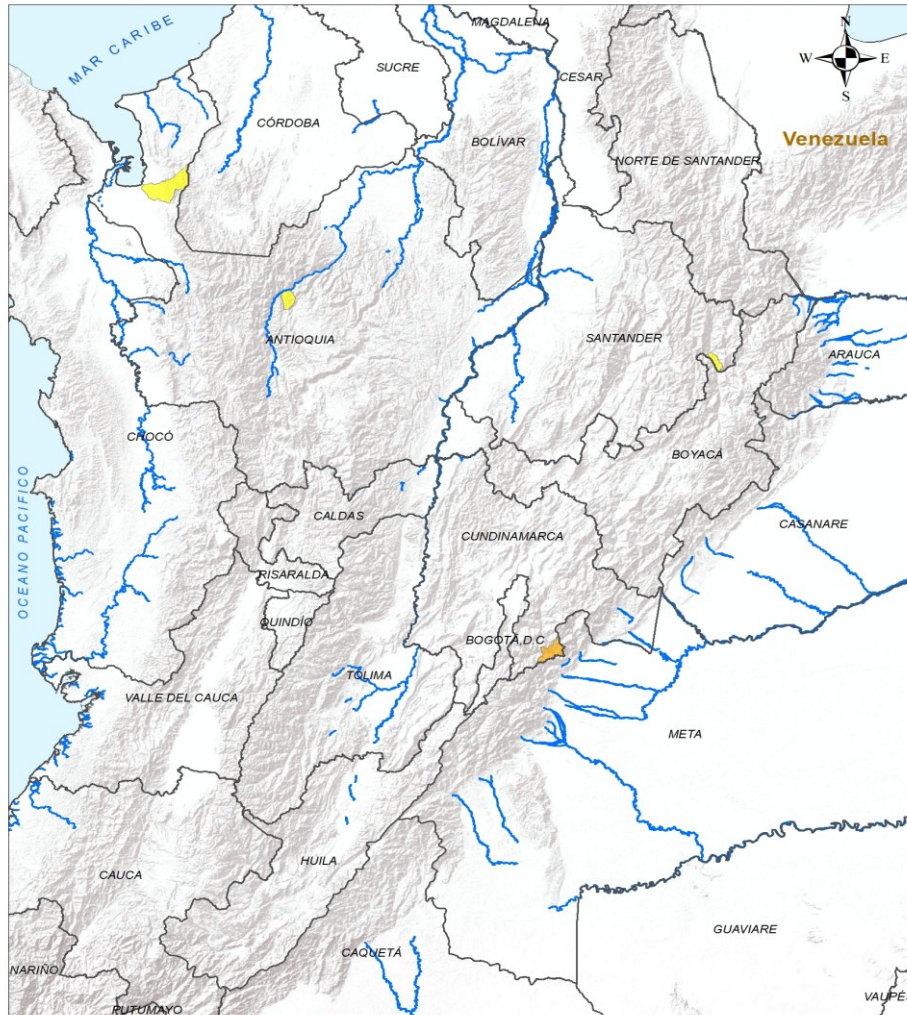 MAGDALENA
MAR CARIBE
N
W E
S
SUCRE
CESAR
CÓRDOBA
BOLÍVAR
Venezuela
NORTE DE SANTANDER
ANTIOQUIA
SANTANDER
ARAUCA
CHOCÓ
BOYACÁ
OCEANO PACIFICO
CALDAS
CUNDINAMARCA
CASANARE
RISARALDA
QUINDÍO
BOGOTÁ, D.C.
TOLIMA
VALLE DEL CAUCA
META
HUILA
CAUCA
GUAVIARE
CAQUETÁ
NARIÑO
PUTUMAYO
VAUPÉ